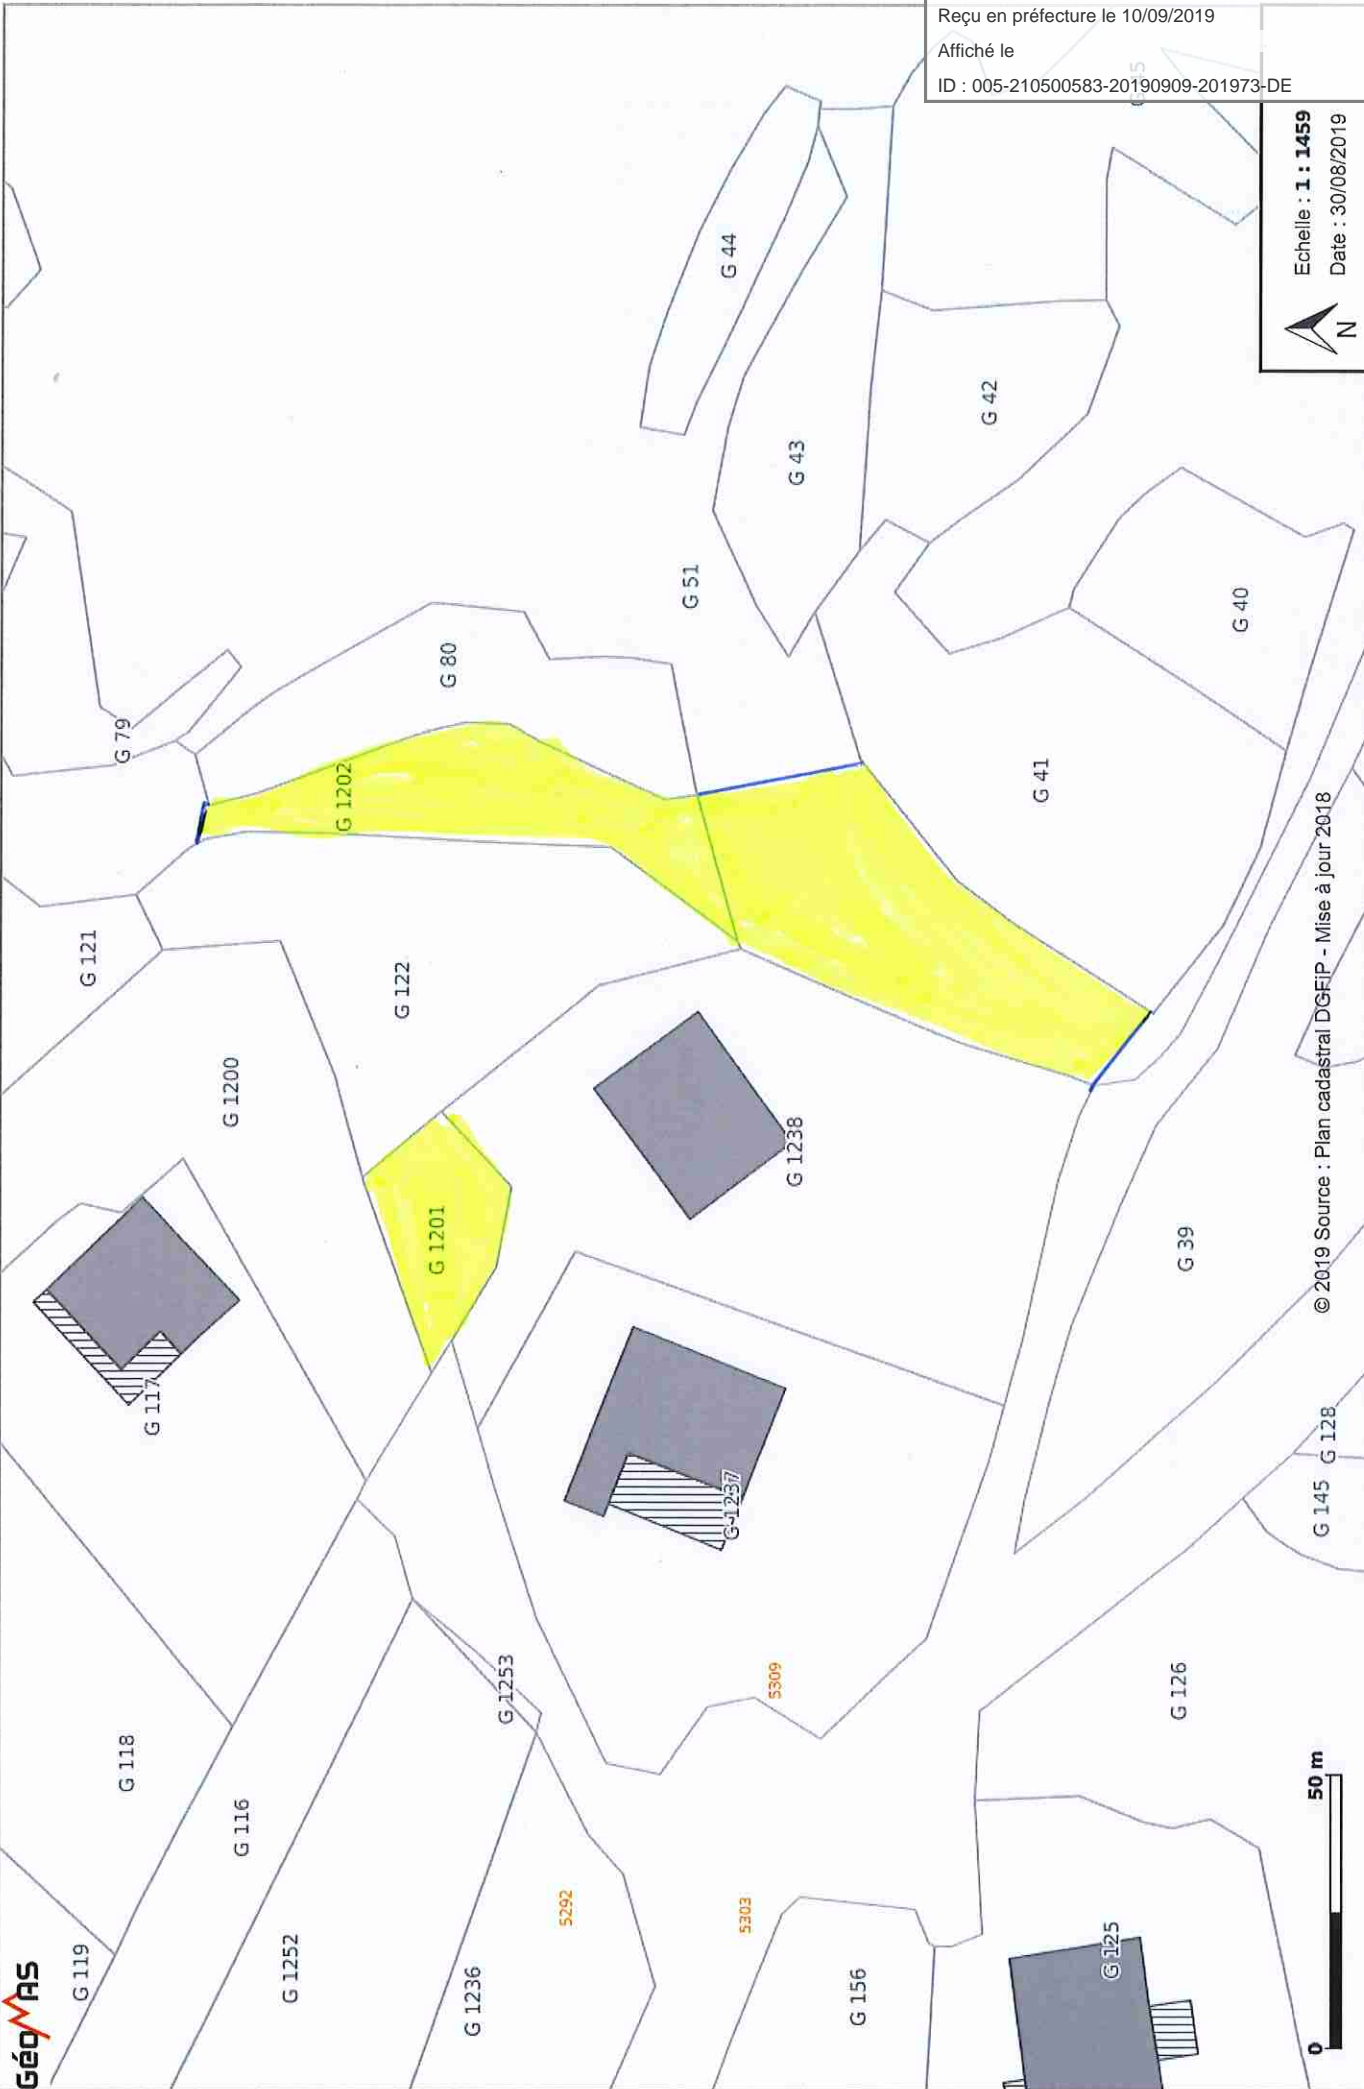 Reçu en préfecture le 10/09/2019
Affiché le
ID : 005-210500583-20190909-201973-DE
GéoMAS
G 119
G 118
G 116
G 1252
G 1236
G 1253
5292
5303
5309
G 156
G 125
G 126
G 145
G 128
G 39
G 117
G 1237
G 1238
G 1201
G 1200
G 122
G 121
G 1202
G 79
G 80
G 51
G 41
G 40
G 42
G 43
G 44
G 45
0
50 m
© 2019 Source : Plan cadastral DGFiP - Mise à jour 2018
N
Echelle : 1 : 1459
Date : 30/08/2019